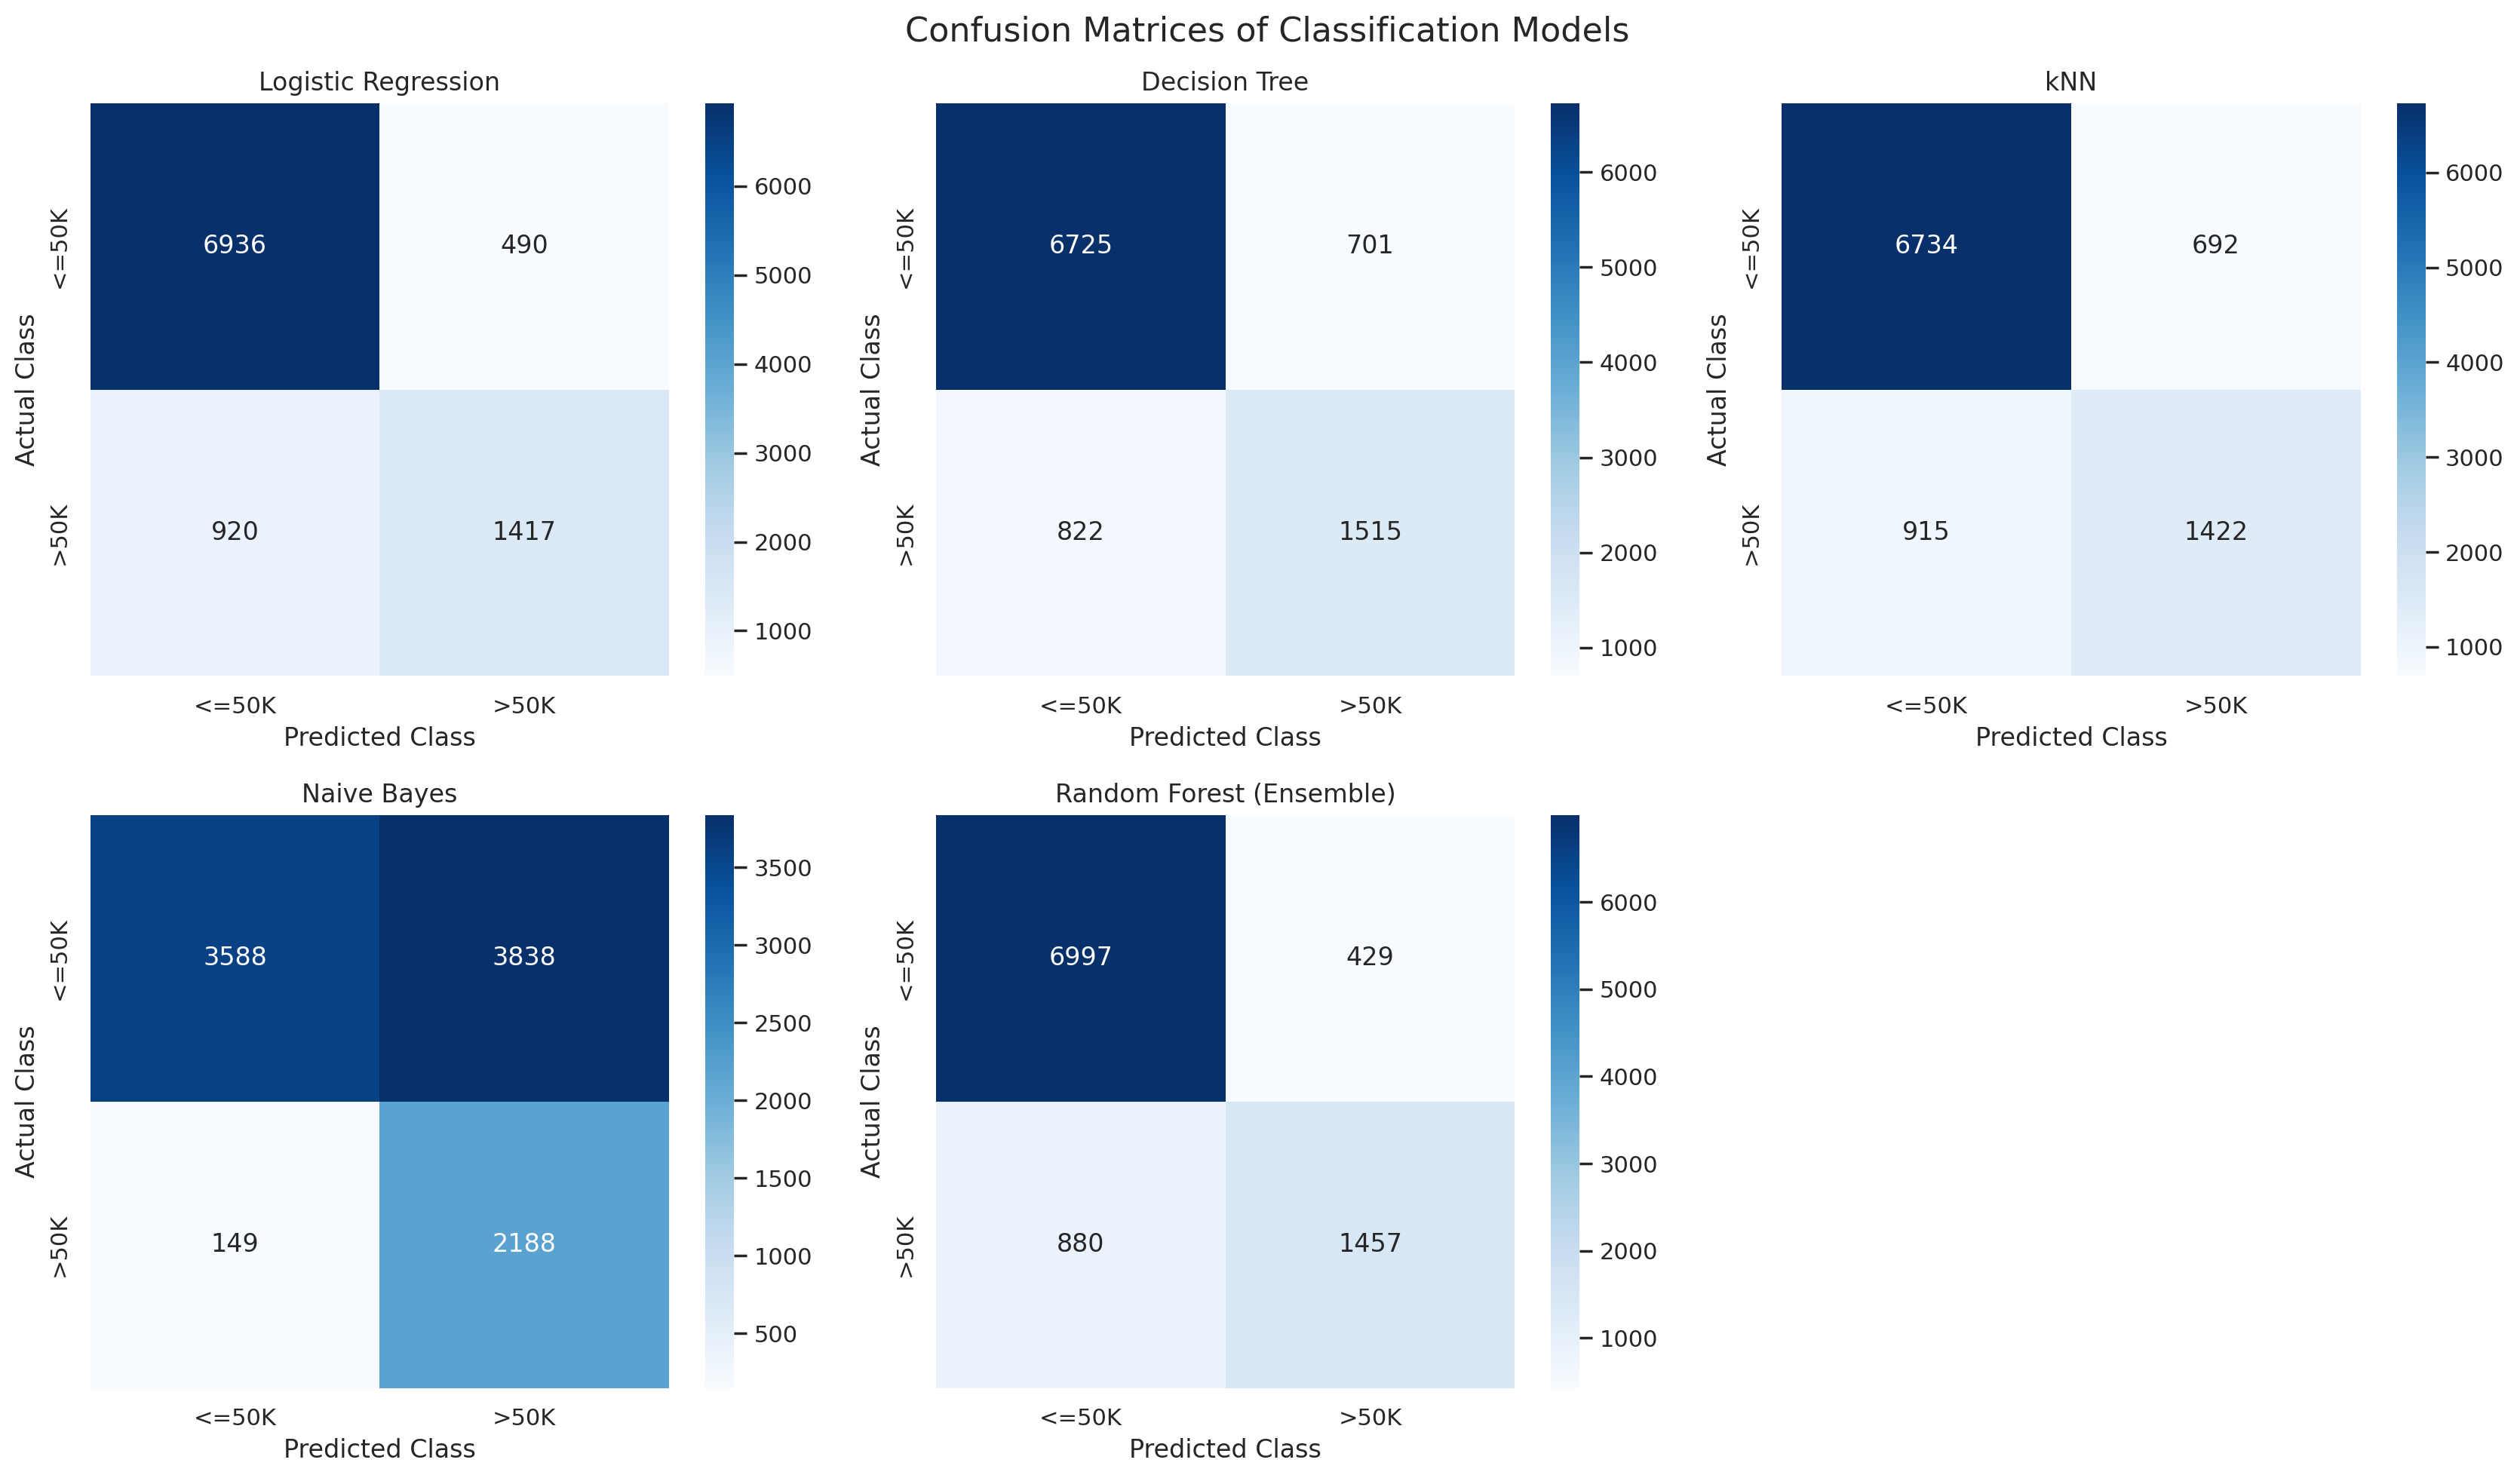 Confusion Matrices of Classification Models
Logistic Regression
Actual Class
<=50K
>50K
6936 490
920 1417
<=50K >50K
Predicted Class
6000
5000
4000
3000
2000
1000
Decision Tree
Actual Class
<=50K
>50K
6725 701
822 1515
<=50K >50K
Predicted Class
6000
5000
4000
3000
2000
1000
kNN
Actual Class
<=50K
>50K
6734 692
915 1422
<=50K >50K
Predicted Class
6000
5000
4000
3000
2000
1000
Naive Bayes
Actual Class
<=50K
>50K
3588 3838
149 2188
<=50K >50K
Predicted Class
3500
3000
2500
2000
1500
1000
500
Random Forest (Ensemble)
Actual Class
<=50K
>50K
6997 429
880 1457
<=50K >50K
Predicted Class
6000
5000
4000
3000
2000
1000